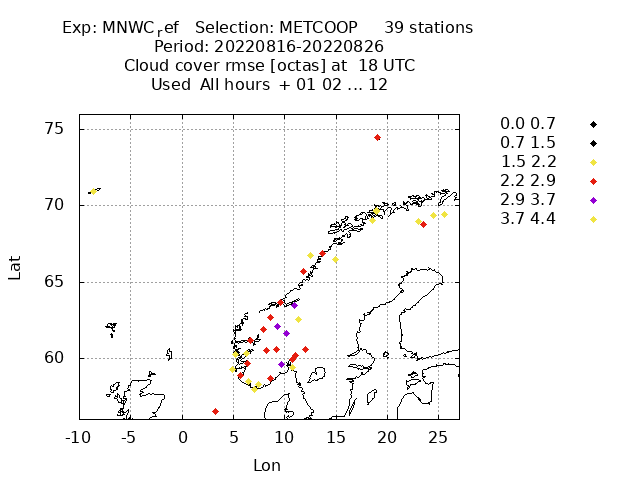 Exp: MNWC_ref   Selection: METCOOP     39 stations
Period: 20220816-20220826
Cloud cover rmse [octas] at  18 UTC
Used  All hours  + 01 02 ... 12
0.0 0.7
0.7 1.5
1.5 2.2
2.2 2.9
2.9 3.7
3.7 4.4
75
70
65
60
Lat
-10 -5 0 5 10 15 20 25
Lon